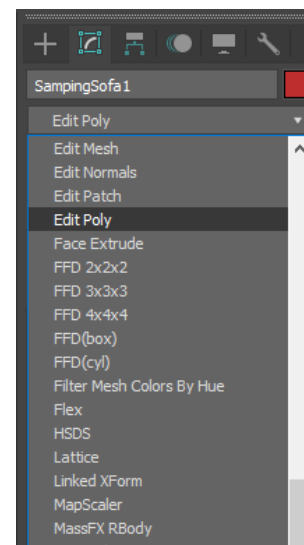 SampingSofa1
Edit Poly
Edit Mesh
Edit Normals
Edit Patch
Edit Poly
Face Extrude
FFD 2x2x2
FFD 3x3x3
FFD 4x4x4
FFD(box)
FFD(cyl)
Filter Mesh Colors By Hue
Flex
HSDS
Lattice
Linked XForm
MapScaler
MassFX RBody